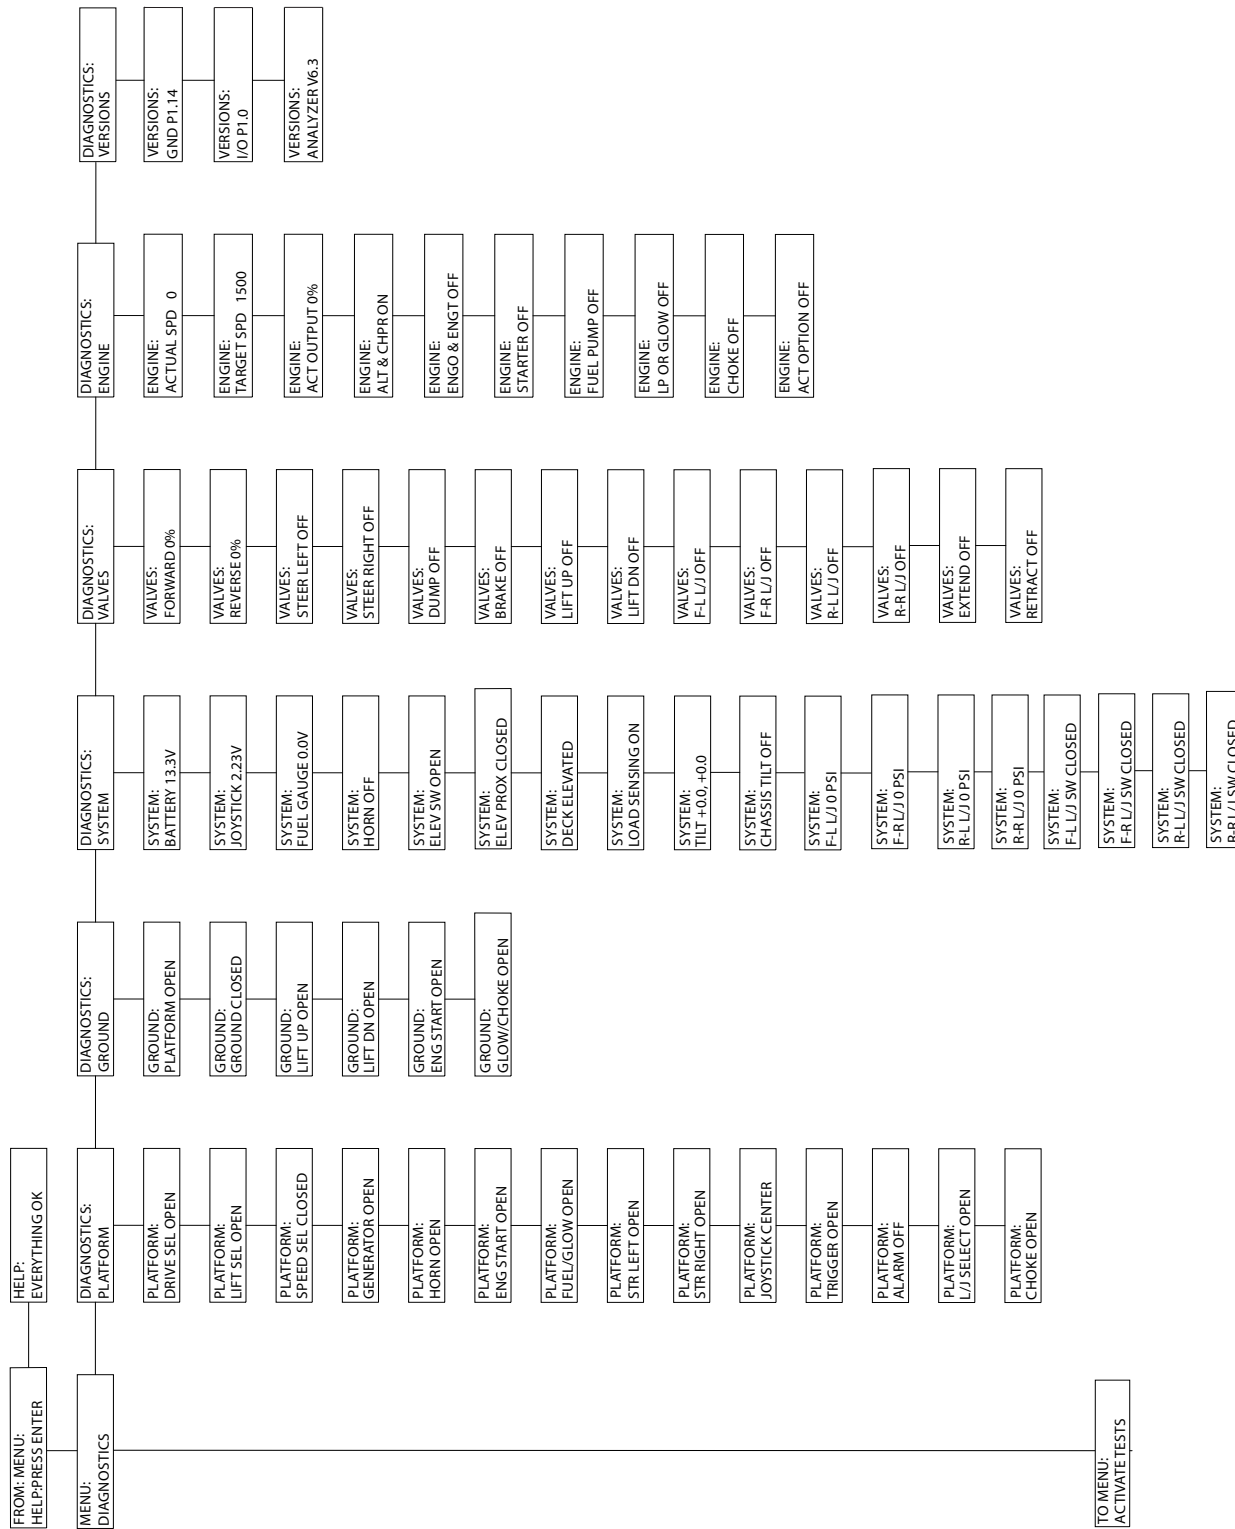 FROM: MENU:
HELP:PRESS ENTER
HELP:
EVERYTHING OK
MENU:
DIAGNOSTICS
DIAGNOSTICS:
PLATFORM
PLATFORM:
DRIVE SEL OPEN
PLATFORM:
LIFT SEL OPEN
PLATFORM:
SPEED SEL CLOSED
PLATFORM:
GENERATOR OPEN
PLATFORM:
HORN OPEN
PLATFORM:
ENG START OPEN
PLATFORM:
FUEL/GLOW OPEN
PLATFORM:
STR LEFT OPEN
PLATFORM:
STR RIGHT OPEN
PLATFORM:
JOYSTICK CENTER
PLATFORM:
TRIGGER OPEN
PLATFORM:
ALARM OFF
PLATFORM:
L/J SELECT OPEN
PLATFORM:
CHOKE OPEN
DIAGNOSTICS:
GROUND
GROUND:
PLATFORM OPEN
GROUND:
GROUND CLOSED
GROUND:
LIFT UP OPEN
GROUND:
LIFT DN OPEN
GROUND:
ENG START OPEN
GROUND:
GLOW/CHOKE OPEN
DIAGNOSTICS:
SYSTEM
SYSTEM:
BATTERY 13.3V
SYSTEM:
JOYSTICK 2.23V
SYSTEM:
FUEL GAUGE 0.0V
SYSTEM:
HORN OFF
SYSTEM:
ELEV SW OPEN
SYSTEM:
ELEV PROX CLOSED
SYSTEM:
DECK ELEVATED
SYSTEM:
LOAD SENSING ON
SYSTEM:
TILT +0.0, +0.0
SYSTEM:
CHASSIS TILT OFF
SYSTEM:
F-L L/J 0 PSI
SYSTEM:
F-R L/J 0 PSI
SYSTEM:
R-L L/J 0 PSI
SYSTEM:
R-R L/J 0 PSI
SYSTEM:
F-L L/J SW CLOSED
SYSTEM:
F-R L/J SW CLOSED
SYSTEM:
R-L L/J SW CLOSED
SYSTEM:
R-R L/J SW CLOSED
DIAGNOSTICS:
VALVES
VALVES:
FORWARD 0%
VALVES:
REVERSE 0%
VALVES:
STEER LEFT OFF
VALVES:
STEER RIGHT OFF
VALVES:
DUMP OFF
VALVES:
BRAKE OFF
VALVES:
LIFT UP OFF
VALVES:
LIFT DN OFF
VALVES:
F-L L/J OFF
VALVES:
F-R L/J OFF
VALVES:
R-L L/J OFF
VALVES:
R-R L/J OFF
VALVES:
EXTEND OFF
VALVES:
RETRACT OFF
DIAGNOSTICS:
ENGINE
ENGINE:
ACTUAL SPD 0
ENGINE:
TARGET SPD 1500
ENGINE:
ACT OUTPUT 0%
ENGINE:
ALT & CHPR ON
ENGINE:
ENGO & ENGT OFF
ENGINE:
STARTER OFF
ENGINE:
FUEL PUMP OFF
ENGINE:
LP OR GLOW OFF
ENGINE:
CHOKE OFF
ENGINE:
ACT OPTION OFF
DIAGNOSTICS:
VERSIONS
VERSIONS:
GND P1.14
VERSIONS:
I/O P1.0
VERSIONS:
ANALYZER V6.3
TO MENU:
ACTIVATE TESTS